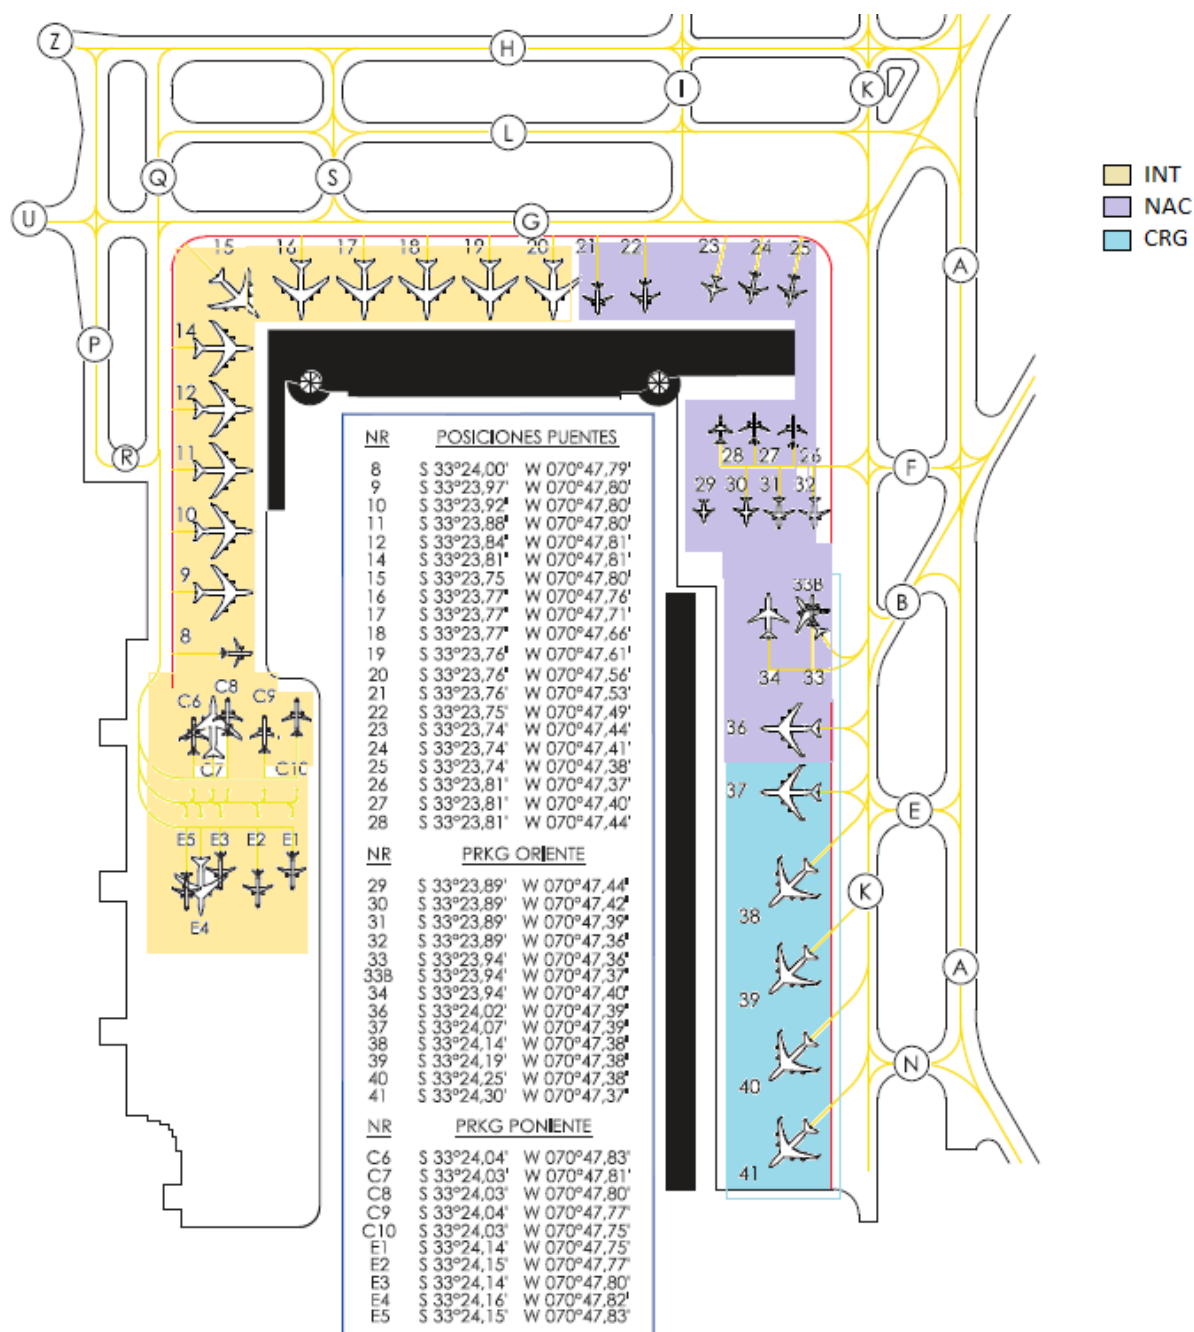 Z
H
I
K
L
Q
S
U
G
INT
NAC
CRG
15
16
17
18
19
20
21
22
23
24
25
A
14
P
12
R
11
10
9
8
28
27
26
F
29
30
31
32
33B
B
34
33
36
37
E
38
K
39
A
40
N
41
C6
C8
C9
C7
C10
E5
E3
E2
E1
E4
NR POSICIONES PUENTES
8 S 33°24,00' W 070°47,79'
9 S 33°23,97' W 070°47,80'
10 S 33°23,92' W 070°47,80'
11 S 33°23,88' W 070°47,80'
12 S 33°23,84' W 070°47,81'
14 S 33°23,81' W 070°47,81'
15 S 33°23,75 W 070°47,80'
16 S 33°23,77' W 070°47,76'
17 S 33°23,77' W 070°47,71'
18 S 33°23,77' W 070°47,66'
19 S 33°23,76' W 070°47,61'
20 S 33°23,76' W 070°47,56'
21 S 33°23,76' W 070°47,53'
22 S 33°23,75' W 070°47,49'
23 S 33°23,74' W 070°47,44'
24 S 33°23,74' W 070°47,41'
25 S 33°23,74' W 070°47,38'
26 S 33°23,81' W 070°47,37'
27 S 33°23,81' W 070°47,40'
28 S 33°23,81' W 070°47,44'
NR PRKG ORIENTE
29 S 33°23,89' W 070°47,44'
30 S 33°23,89' W 070°47,42'
31 S 33°23,89' W 070°47,39'
32 S 33°23,89' W 070°47,36'
33 S 33°23,94' W 070°47,36'
33B S 33°23,94' W 070°47,37'
34 S 33°23,94' W 070°47,40'
36 S 33°24,02' W 070°47,39'
37 S 33°24,07' W 070°47,39'
38 S 33°24,14' W 070°47,38'
39 S 33°24,19' W 070°47,38'
40 S 33°24,25' W 070°47,38'
41 S 33°24,30' W 070°47,37'
NR PRKG PONIENTE
C6 S 33°24,04' W 070°47,83'
C7 S 33°24,03' W 070°47,81'
C8 S 33°24,03' W 070°47,80'
C9 S 33°24,04' W 070°47,77'
C10 S 33°24,03' W 070°47,75'
E1 S 33°24,14' W 070°47,75'
E2 S 33°24,15' W 070°47,77'
E3 S 33°24,14' W 070°47,80'
E4 S 33°24,16' W 070°47,82'
E5 S 33°24,15' W 070°47,83'